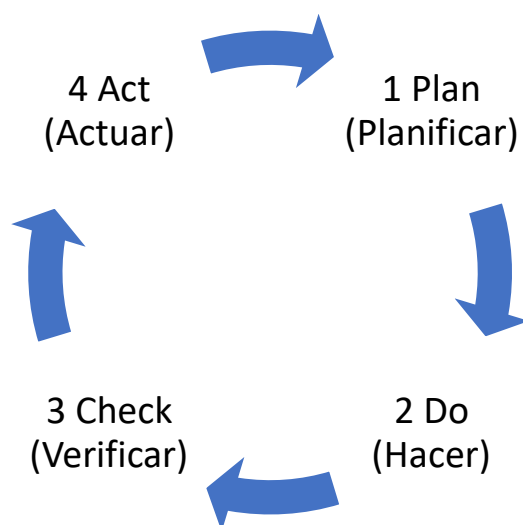 4 Act
(Actuar)
1 Plan
(Planificar)
3 Check
(Verificar)
2 Do
(Hacer)